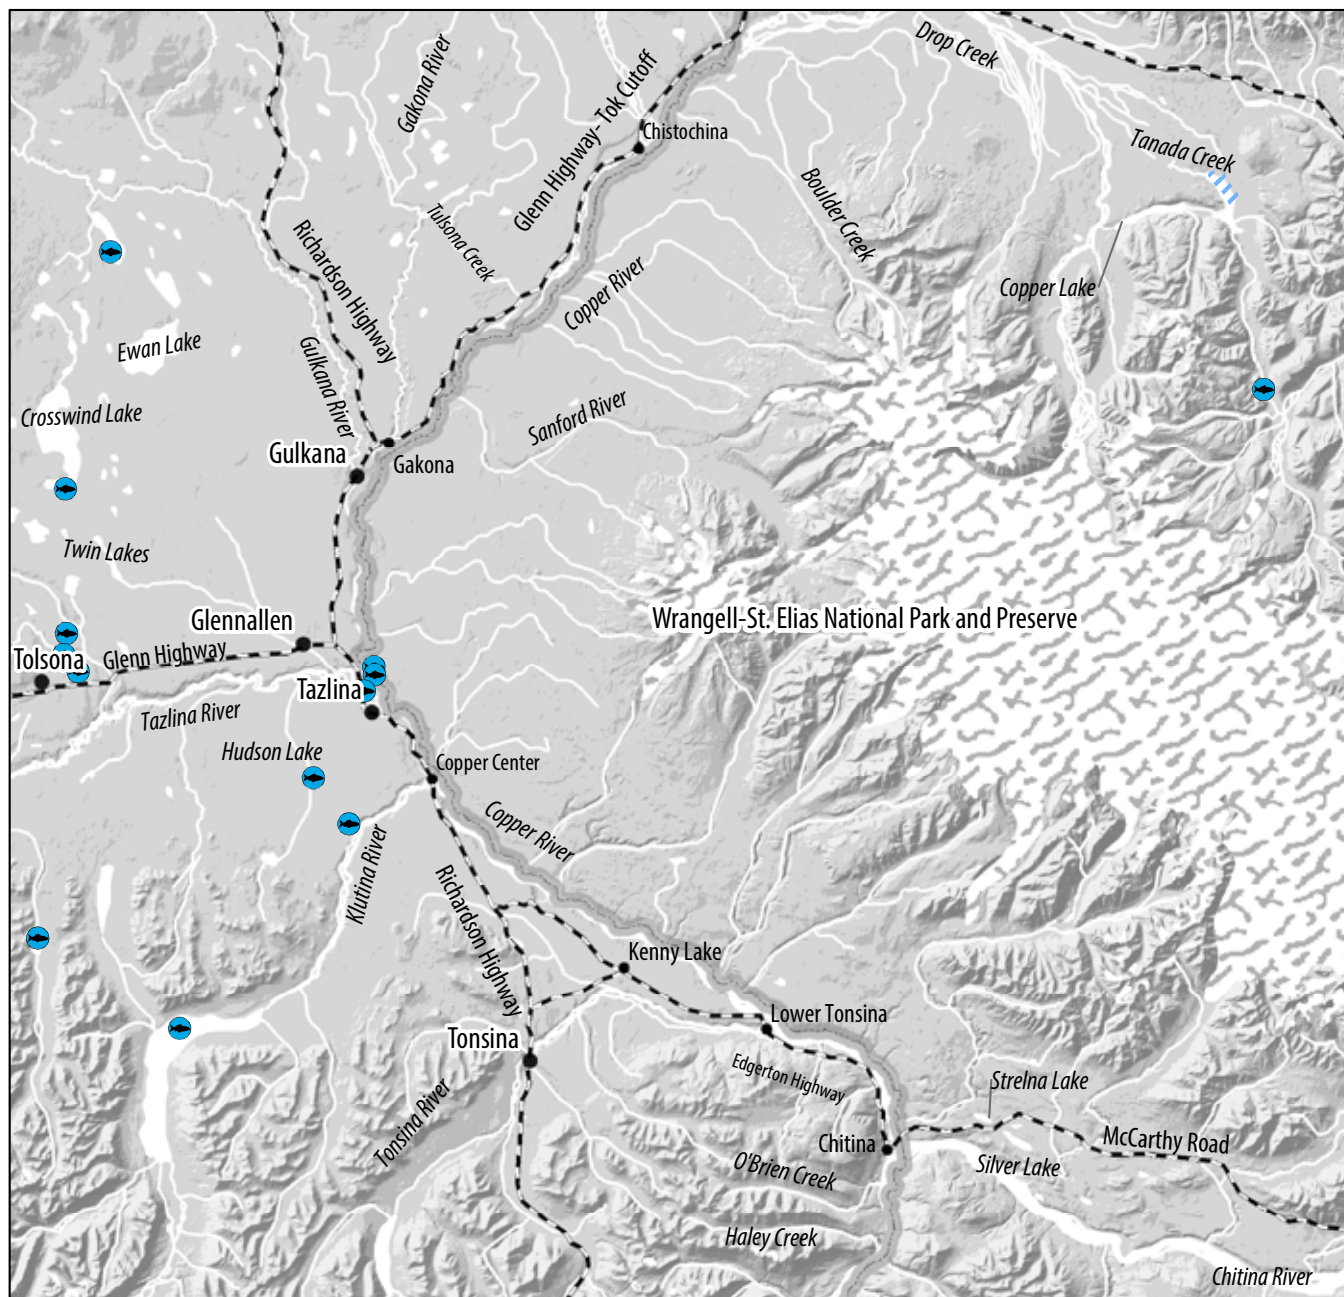 Drop Creek
Gakona River
Glenn Highway- Tok Cutoff
Chistochina
Tanada Creek
Boulder Creek
Tulsona Creek
Richardson Highway
Copper River
Copper Lake
Ewan Lake
Gulkana River
Crosswind Lake
Sanford River
Gulkana
Gakona
Twin Lakes
Glennallen
Wrangell-St. Elias National Park and Preserve
Tolsona
Glenn Highway
Tazlina
Tazlina River
Hudson Lake
Copper Center
Copper River
Klutina River
Richardson Highway
Kenny Lake
Lower Tonsina
Tonsina
Edgerton Highway
Strelna Lake
Tonsina River
Chitina
McCarthy Road
O'Brien Creek
Silver Lake
Haley Creek
Chitina River